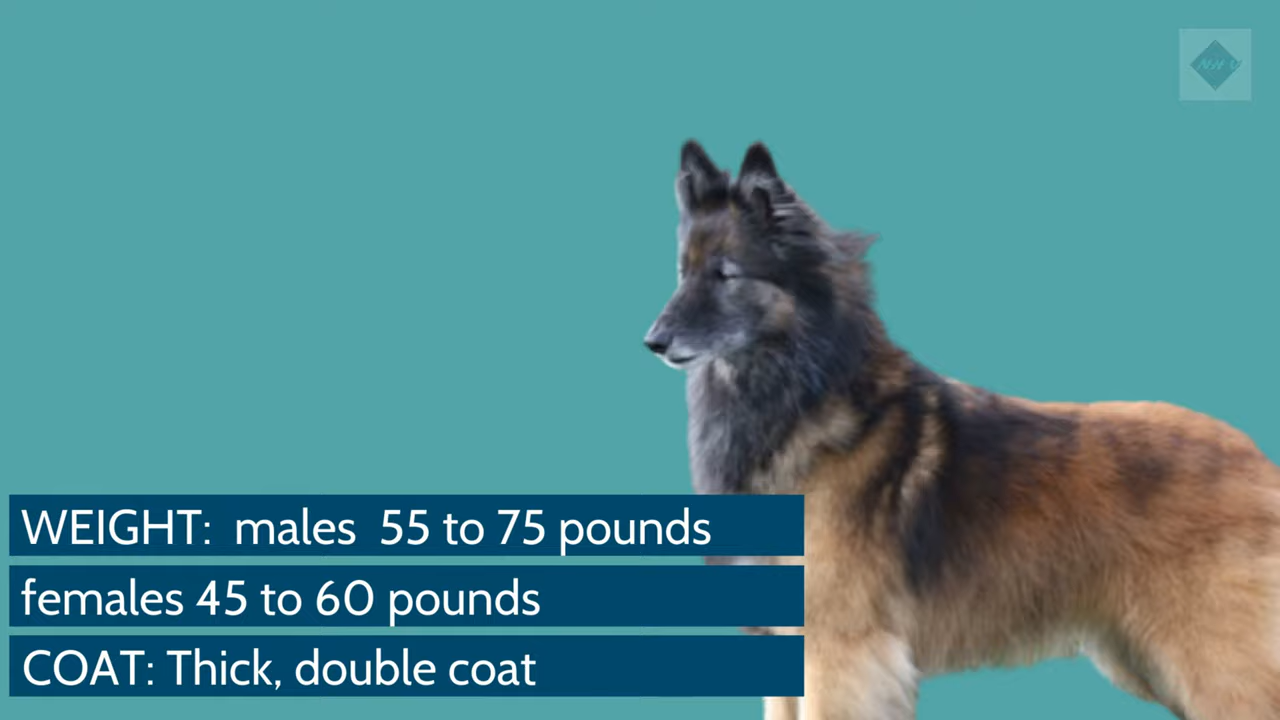 WEIGHT: males 55 to 75 pounds
females 45 to 60 pounds
COAT: Thick, double coat